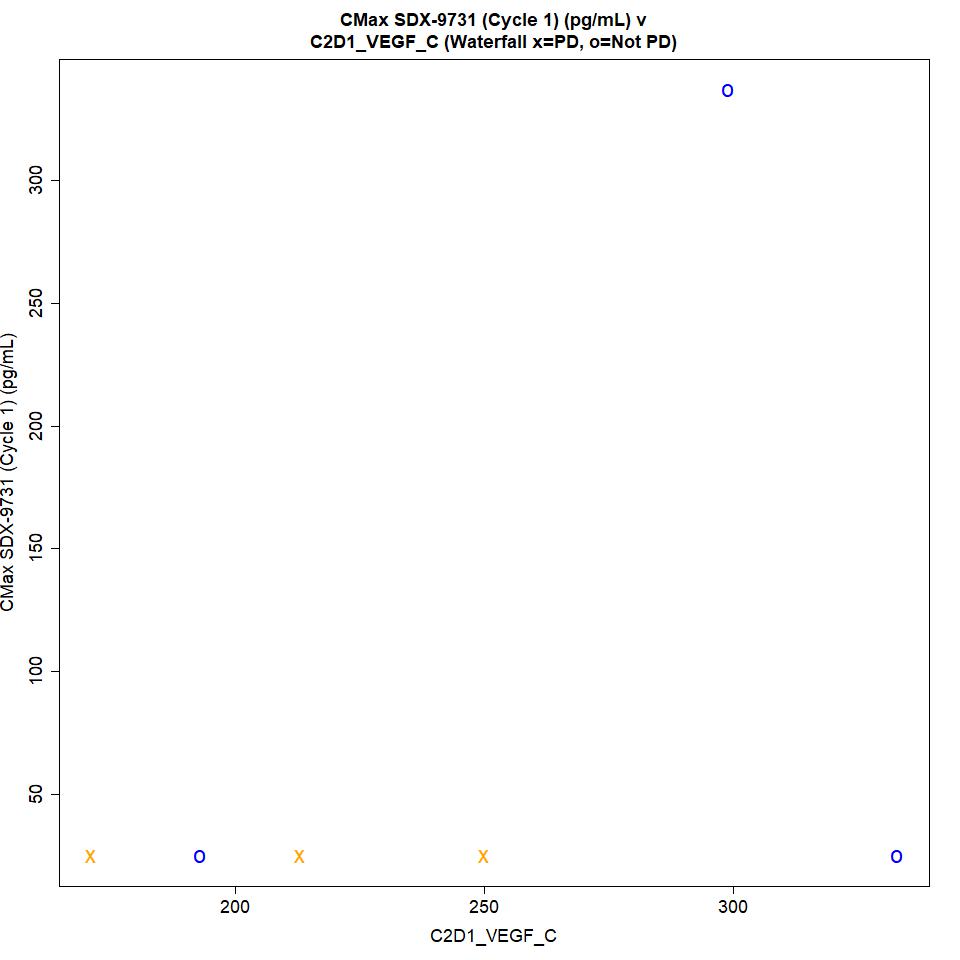 CMax SDX-9731 (Cycle 1) (pg/mL) v
C2D1_VEGF_C (Waterfall x=PD, o=Not PD)
CMax SDX-9731 (Cycle 1) (pg/mL)
300
250
200
150
100
50
O
X
O
X
X
O
200
250
300
C2D1_VEGF_C